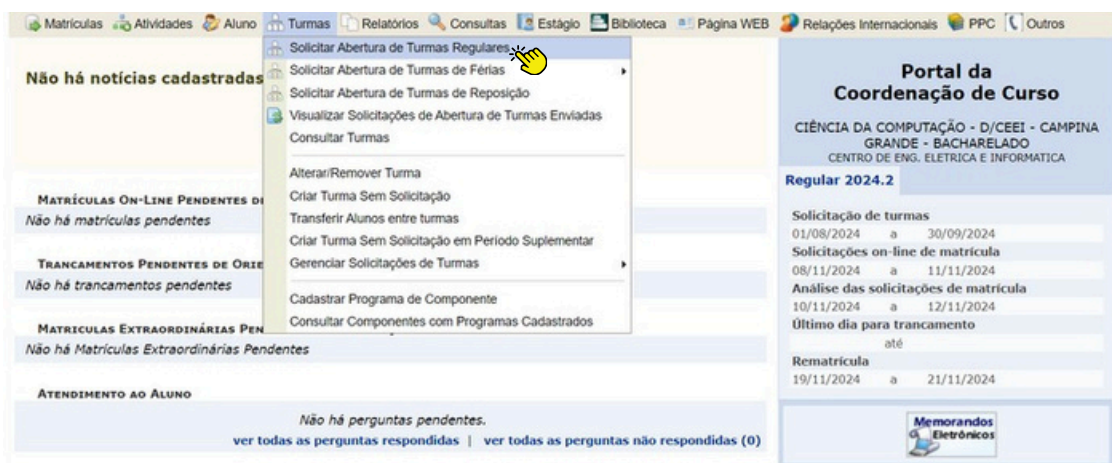 Matrículas Atividades Aluno Turmas Relatórios Consultas Estágio Biblioteca Página WEB Relações Internacionais PPC Outros
Solicitar Abertura de Turmas Regulares
Solicitar Abertura de Turmas de Férias
Solicitar Abertura de Turmas de Reposição
Visualizar Solicitações de Abertura de Turmas Enviadas
Consultar Turmas
Alterar/Remover Turma
Criar Turma Sem Solicitação
Transferir Alunos entre turmas
Criar Turma Sem Solicitação em Período Suplementar
Gerenciar Solicitações de Turmas
Cadastrar Programa de Componente
Consultar Componentes com Programas Cadastrados
Não há notícias cadastradas
MATRÍCULAS ON-LINE PENDENTES DE
Não há matrículas pendentes
TRANCAMENTOS PENDENTES DE ORIE
Não há trancamentos pendentes
MATRICULAS EXTRAORDINÁRIAS PEN
Não há Matrículas Extraordinárias Pendentes
ATENDIMENTO AO ALUNO
Não há perguntas pendentes.
ver todas as perguntas respondidas | ver todas as perguntas não respondidas (0)
Portal da
Coordenação de Curso
CIÊNCIA DA COMPUTAÇÃO - D/CEEI - CAMPINA
GRANDE - BACHARELADO
CENTRO DE ENG. ELETRICA E INFORMATICA
Regular 2024.2
Solicitação de turmas
01/08/2024 a 30/09/2024
Solicitações on-line de matrícula
08/11/2024 a 11/11/2024
Análise das solicitações de matrícula
10/11/2024 a 12/11/2024
Último dia para trancamento
até
Rematrícula
19/11/2024 a 21/11/2024
Memorandos
Eletrônicos